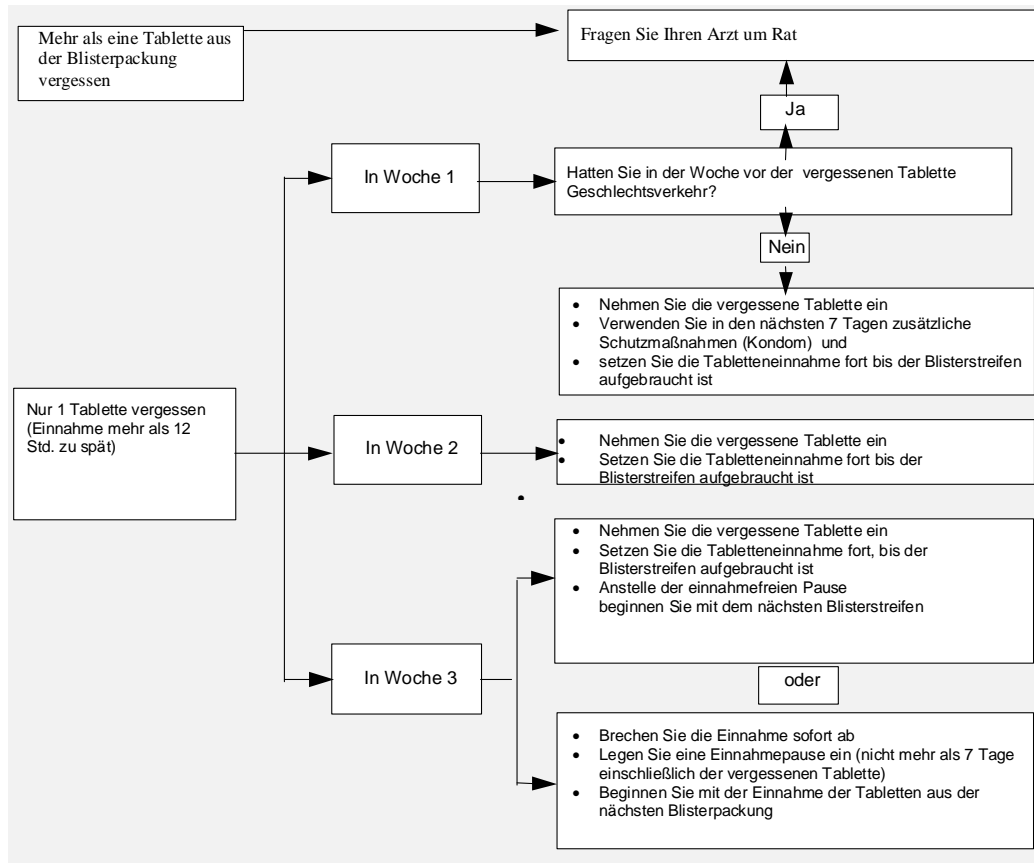 Mehr als eine Tablette aus
der Blisterpackung
vergessen
Fragen Sie Ihren Arzt um Rat
Ja
In Woche 1
Hatten Sie in der Woche vor der vergessenen Tablette
Geschlechtsverkehr?
Nein
• Nehmen Sie die vergessene Tablette ein
• Verwenden Sie in den nächsten 7 Tagen zusätzliche
Schutzmaßnahmen (Kondom) und
• setzen Sie die Tabletteneinnahme fort bis der Blisterstreifen
aufgebraucht ist
Nur 1 Tablette vergessen
(Einnahme mehr als 12
Std. zu spät)
In Woche 2
• Nehmen Sie die vergessene Tablette ein
• Setzen Sie die Tabletteneinnahme fort bis der
Blisterstreifen aufgebraucht ist
•
• Nehmen Sie die vergessene Tablette ein
• Setzen Sie die Tabletteneinnahme fort, bis der
Blisterstreifen aufgebraucht ist
• Anstelle der einnahmefreien Pause
beginnen Sie mit dem nächsten Blisterstreifen
In Woche 3
oder
• Brechen Sie die Einnahme sofort ab
• Legen Sie eine Einnahmepause ein (nicht mehr als 7 Tage
einschließlich der vergessenen Tablette)
• Beginnen Sie mit der Einnahme der Tabletten aus der
nächsten Blisterpackung